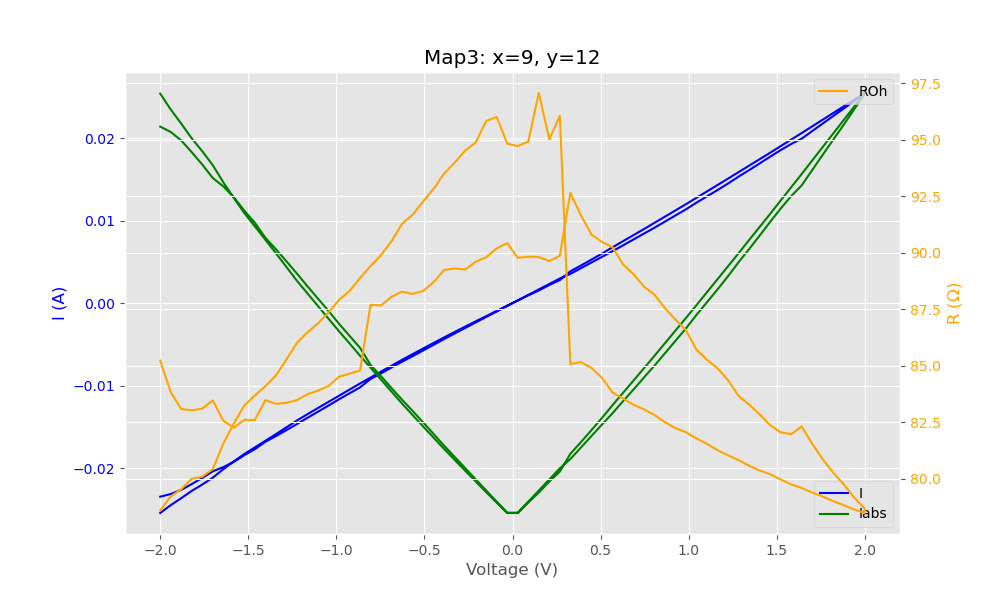 Map3: x=9, y=12
ROh
I
Iabs
I (A)
0.02
0.01
0.00
−0.01
−0.02
R (Ω)
97.5
95.0
92.5
90.0
87.5
85.0
82.5
80.0
−2.0 −1.5 −1.0 −0.5 0.0 0.5 1.0 1.5 2.0
Voltage (V)